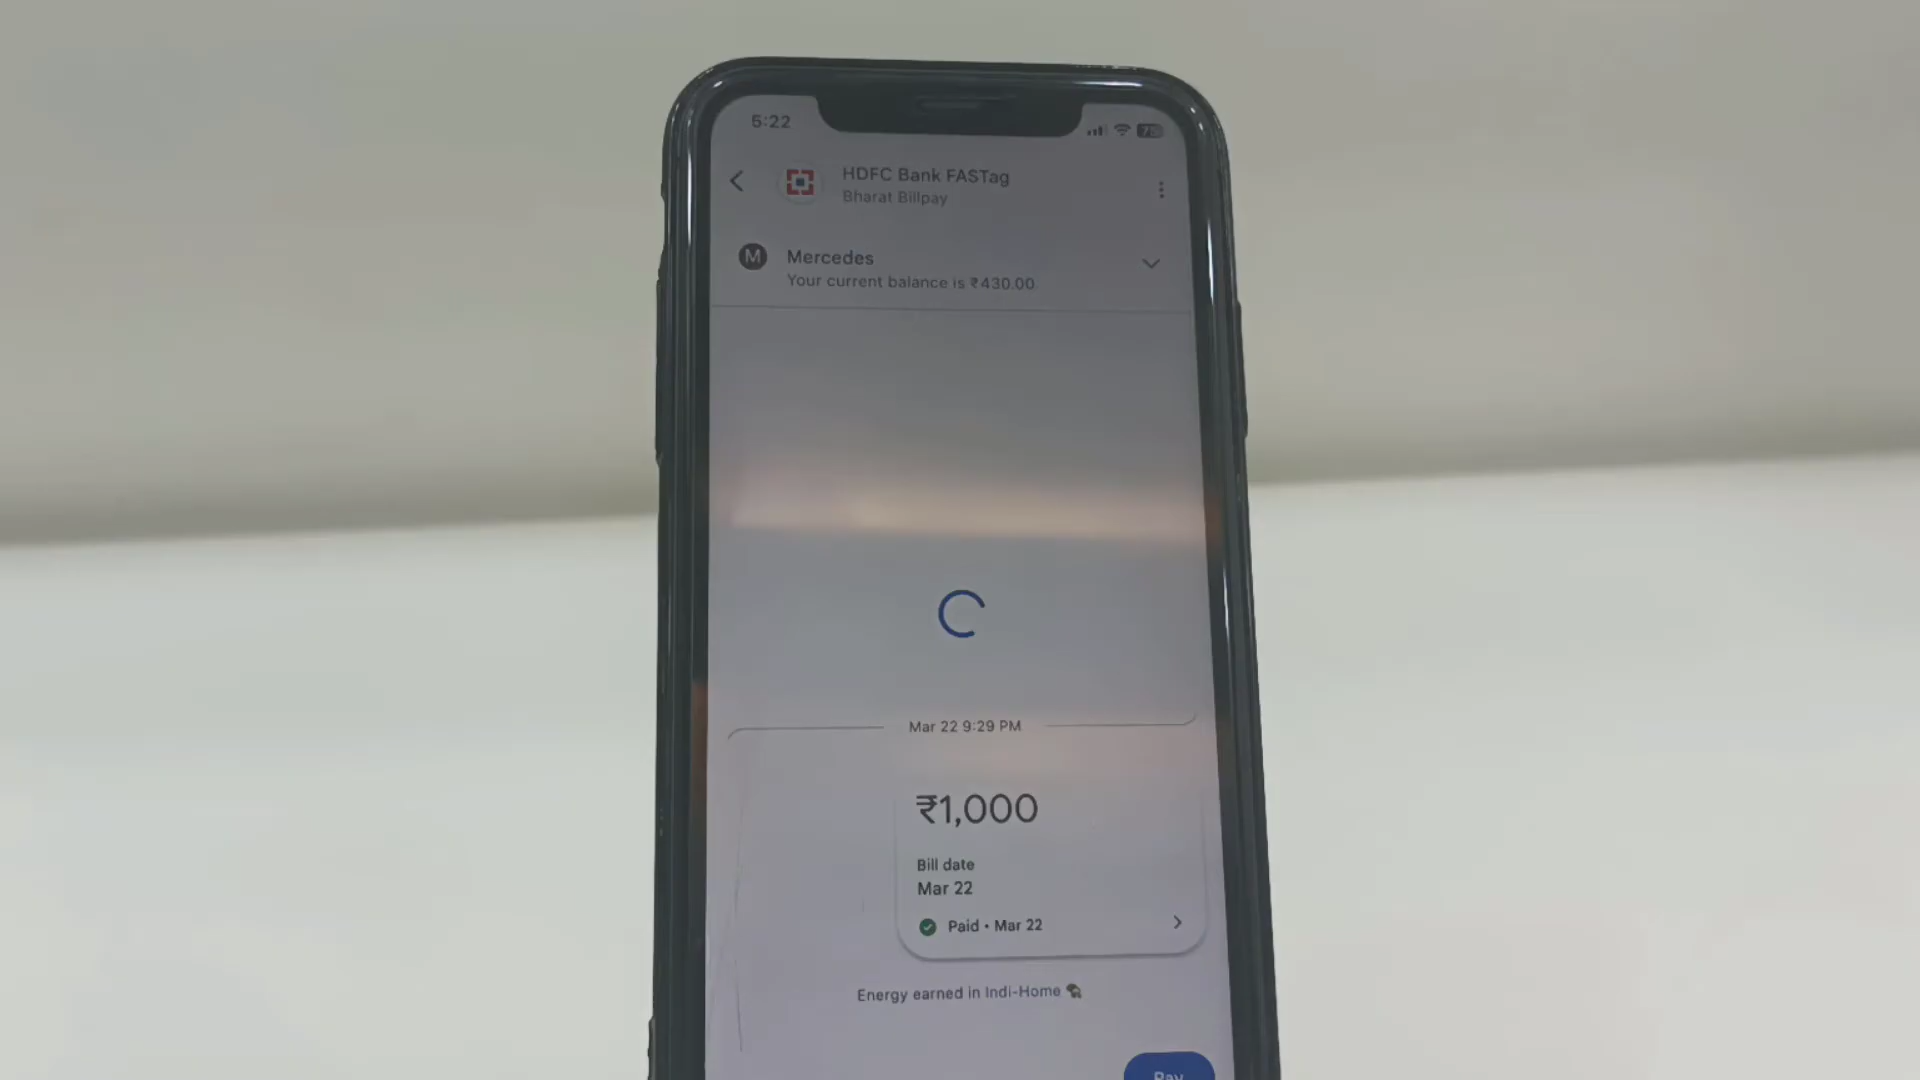 5:22
75
HDFC Bank FASTag
Bharat Billpay
M
Mercedes
Your current balance is ₹430.00
Mar 22 9:29 PM
₹1,000
Bill date
Mar 22
Paid • Mar 22
Energy earned in Indi-Home
Pay